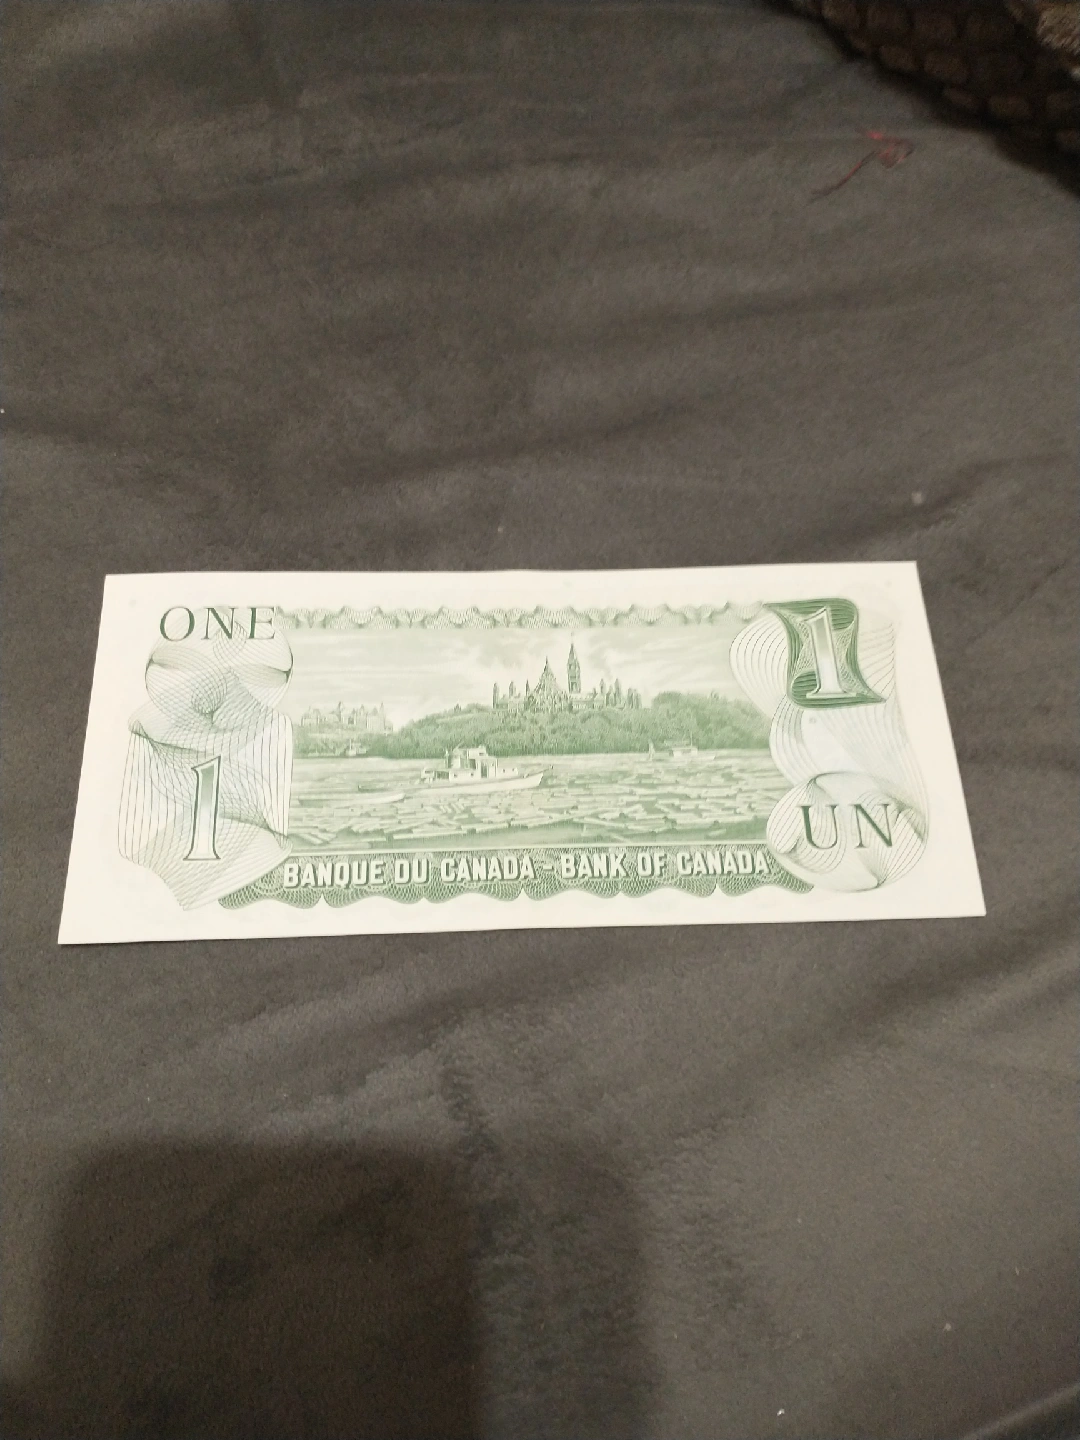 ONE
1
1
UN
BANQUE DU CANADA - BANK OF CANADA